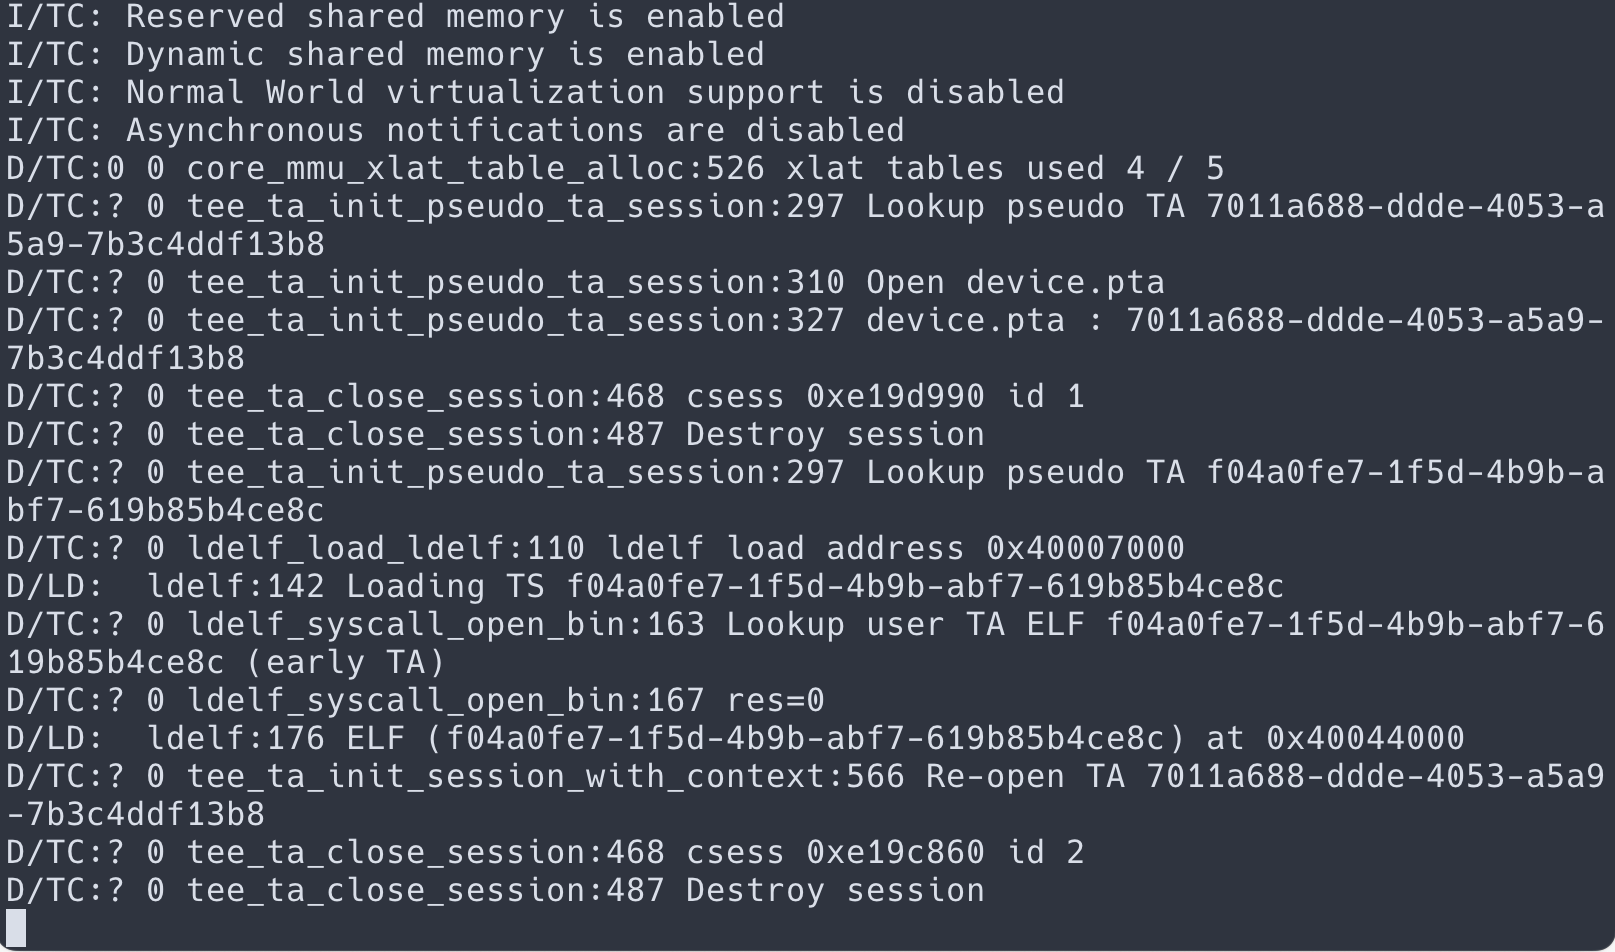 I/TC: Reserved shared memory is enabled
I/TC: Dynamic shared memory is enabled
I/TC: Normal World virtualization support is disabled
I/TC: Asynchronous notifications are disabled
D/TC:0 0 core_mmu_xlat_table_alloc:526 xlat tables used 4 / 5
D/TC:? 0 tee_ta_init_pseudo_ta_session:297 Lookup pseudo TA 7011a688-ddde-4053-a
5a9-7b3c4ddf13b8
D/TC:? 0 tee_ta_init_pseudo_ta_session:310 Open device.pta
D/TC:? 0 tee_ta_init_pseudo_ta_session:327 device.pta : 7011a688-ddde-4053-a5a9-
7b3c4ddf13b8
D/TC:? 0 tee_ta_close_session:468 csess 0xe19d990 id 1
D/TC:? 0 tee_ta_close_session:487 Destroy session
D/TC:? 0 tee_ta_init_pseudo_ta_session:297 Lookup pseudo TA f04a0fe7-1f5d-4b9b-a
bf7-619b85b4ce8c
D/TC:? 0 ldelf_load_ldelf:110 ldelf load address 0x40007000
D/LD:  ldelf:142 Loading TS f04a0fe7-1f5d-4b9b-abf7-619b85b4ce8c
D/TC:? 0 ldelf_syscall_open_bin:163 Lookup user TA ELF f04a0fe7-1f5d-4b9b-abf7-6
19b85b4ce8c (early TA)
D/TC:? 0 ldelf_syscall_open_bin:167 res=0
D/LD:  ldelf:176 ELF (f04a0fe7-1f5d-4b9b-abf7-619b85b4ce8c) at 0x40044000
D/TC:? 0 tee_ta_init_session_with_context:566 Re-open TA 7011a688-ddde-4053-a5a9
-7b3c4ddf13b8
D/TC:? 0 tee_ta_close_session:468 csess 0xe19c860 id 2
D/TC:? 0 tee_ta_close_session:487 Destroy session